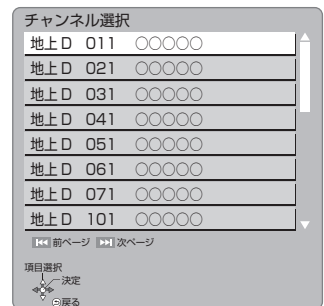 チャンネル選択
地上D 011 ○○○○○
地上D 021 ○○○○○
地上D 031 ○○○○○
地上D 041 ○○○○○
地上D 051 ○○○○○
地上D 061 ○○○○○
地上D 071 ○○○○○
地上D 101 ○○○○○
前ページ 次ページ
項目選択
決定
戻る